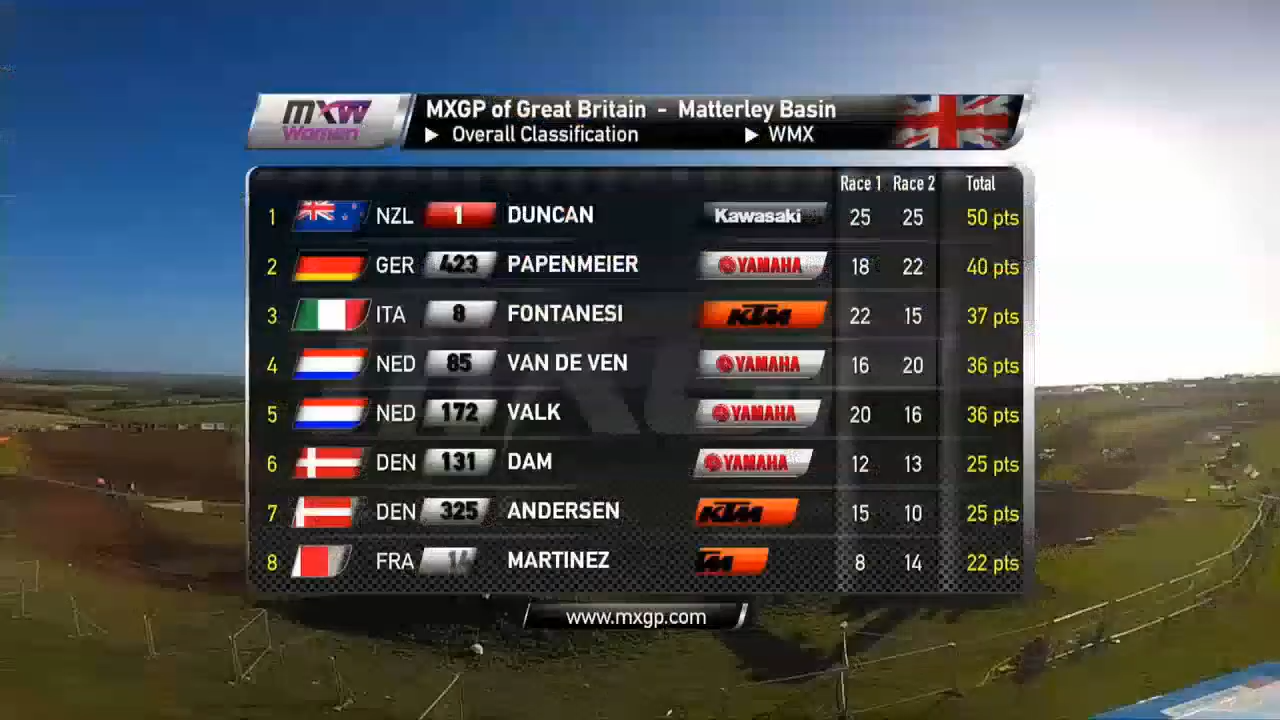 MXW Women
MXGP of Great Britain - Matterley Basin
Overall Classification WMX
Race 1 Race 2 Total
1 NZL 1 DUNCAN Kawasaki 25 25 50 pts
2 GER 423 PAPENMEIER YAMAHA 18 22 40 pts
3 ITA 8 FONTANESI KTM 22 15 37 pts
4 NED 85 VAN DE VEN YAMAHA 16 20 36 pts
5 NED 172 VALK YAMAHA 20 16 36 pts
6 DEN 131 DAM YAMAHA 12 13 25 pts
7 DEN 325 ANDERSEN KTM 15 10 25 pts
8 FRA MARTINEZ TM 8 14 22 pts
www.mxgp.com